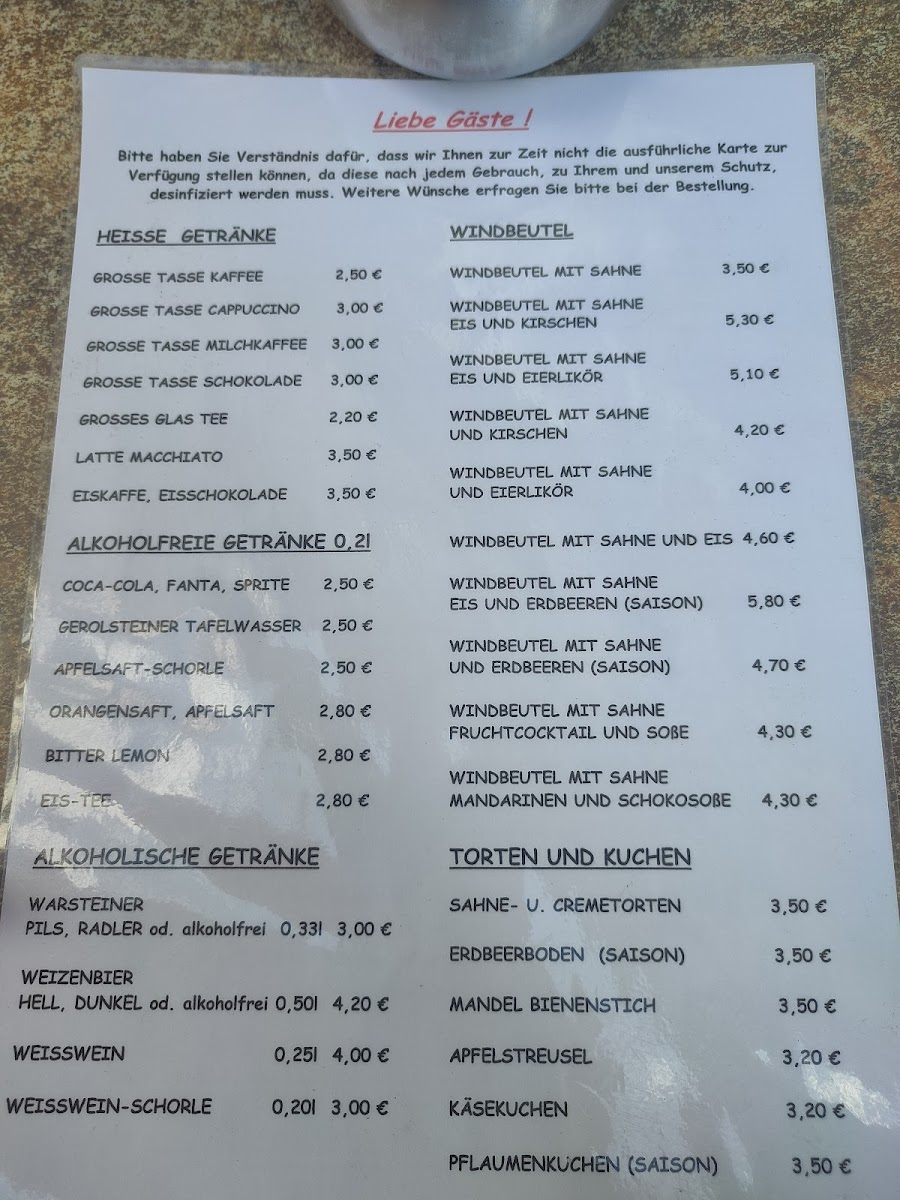 Liebe Gäste !
Bitte haben Sie Verständnis dafür, dass wir Ihnen zur Zeit nicht die ausführliche Karte zur
Verfügung stellen können, da diese nach jedem Gebrauch, zu Ihrem und unserem Schutz,
desinfiziert werden muss. Weitere Wünsche erfragen Sie bitte bei der Bestellung.
HEISSE GETRÄNKE
GROSSE TASSE KAFFEE 2,50 €
GROSSE TASSE CAPPUCCINO 3,00 €
GROSSE TASSE MILCHKAFFEE 3,00 €
GROSSE TASSE SCHOKOLADE 3,00 €
GROSSES GLAS TEE 2,20 €
LATTE MACCHIATO 3,50 €
EISKAFFE, EISSCHOKOLADE 3,50 €
ALKOHOLFREIE GETRÄNKE 0,2l
COCA-COLA, FANTA, SPRITE 2,50 €
GEROLSTEINER TAFELWASSER 2,50 €
APFELSAFT-SCHORLE 2,50 €
ORANGENSAFT, APFELSAFT 2,80 €
BITTER LEMON 2,80 €
EIS-TEE 2,80 €
ALKOHOLISCHE GETRÄNKE
WARSTEINER
PILS, RADLER od. alkoholfrei 0,33l 3,00 €
WEIZENBIER
HELL, DUNKEL od. alkoholfrei 0,50l 4,20 €
WEISSWEIN 0,25l 4,00 €
WEISSWEIN-SCHORLE 0,20l 3,00 €
WINDBEUTEL
WINDBEUTEL MIT SAHNE 3,50 €
WINDBEUTEL MIT SAHNE
EIS UND KIRSCHEN 5,30 €
WINDBEUTEL MIT SAHNE
EIS UND EIERLIKÖR 5,10 €
WINDBEUTEL MIT SAHNE
UND KIRSCHEN 4,20 €
WINDBEUTEL MIT SAHNE
UND EIERLIKÖR 4,00 €
WINDBEUTEL MIT SAHNE UND EIS 4,60 €
WINDBEUTEL MIT SAHNE
EIS UND ERDBEEREN (SAISON) 5,80 €
WINDBEUTEL MIT SAHNE
UND ERDBEEREN (SAISON) 4,70 €
WINDBEUTEL MIT SAHNE
FRUCHTCOCKTAIL UND SOßE 4,30 €
WINDBEUTEL MIT SAHNE
MANDARINEN UND SCHOKOSOßE 4,30 €
TORTEN UND KUCHEN
SAHNE- U. CREMETORTEN 3,50 €
ERDBEERBODEN (SAISON) 3,50 €
MANDEL BIENENSTICH 3,50 €
APFELSTREUSEL 3,20 €
KÄSEKUCHEN 3,20 €
PFLAUMENKUCHEN (SAISON) 3,50 €